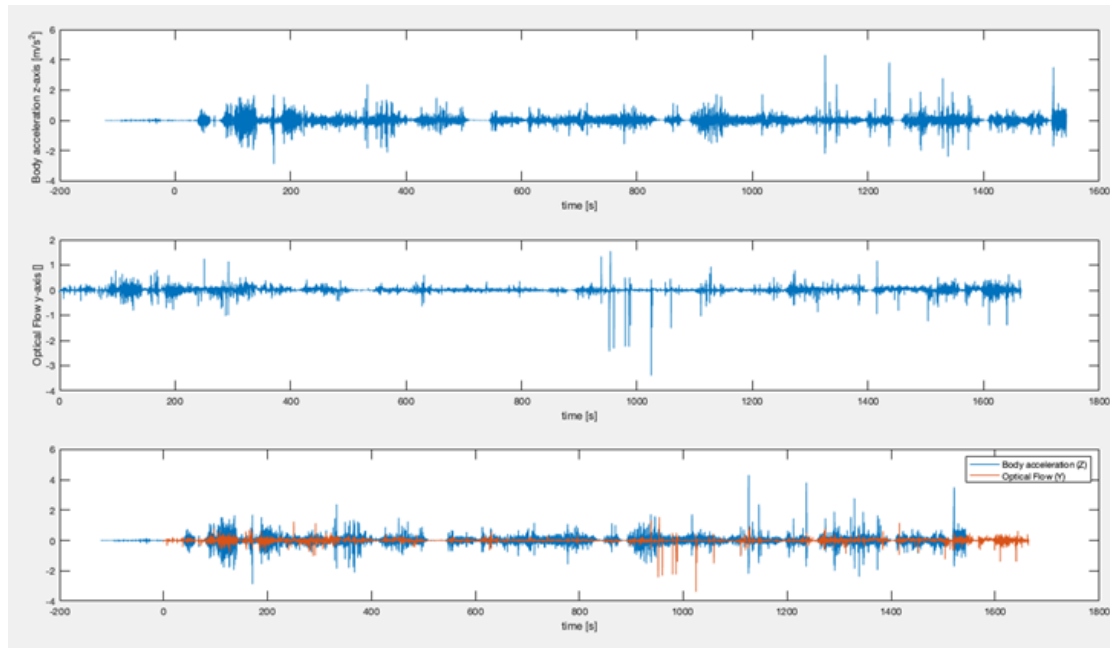 Body acceleration z-axis [m/s²]
6
4
2
0
-2
-4
-200 0 200 400 600 800 1000 1200 1400 1600
time [s]
Optical Flow y-axis []
2
1
0
-1
-2
-3
-4
0 200 400 600 800 1000 1200 1400 1600 1800
time [s]
6
4
2
0
-2
-4
Body acceleration (Z)
Optical Flow (Y)
-200 0 200 400 600 800 1000 1200 1400 1600 1800
time [s]